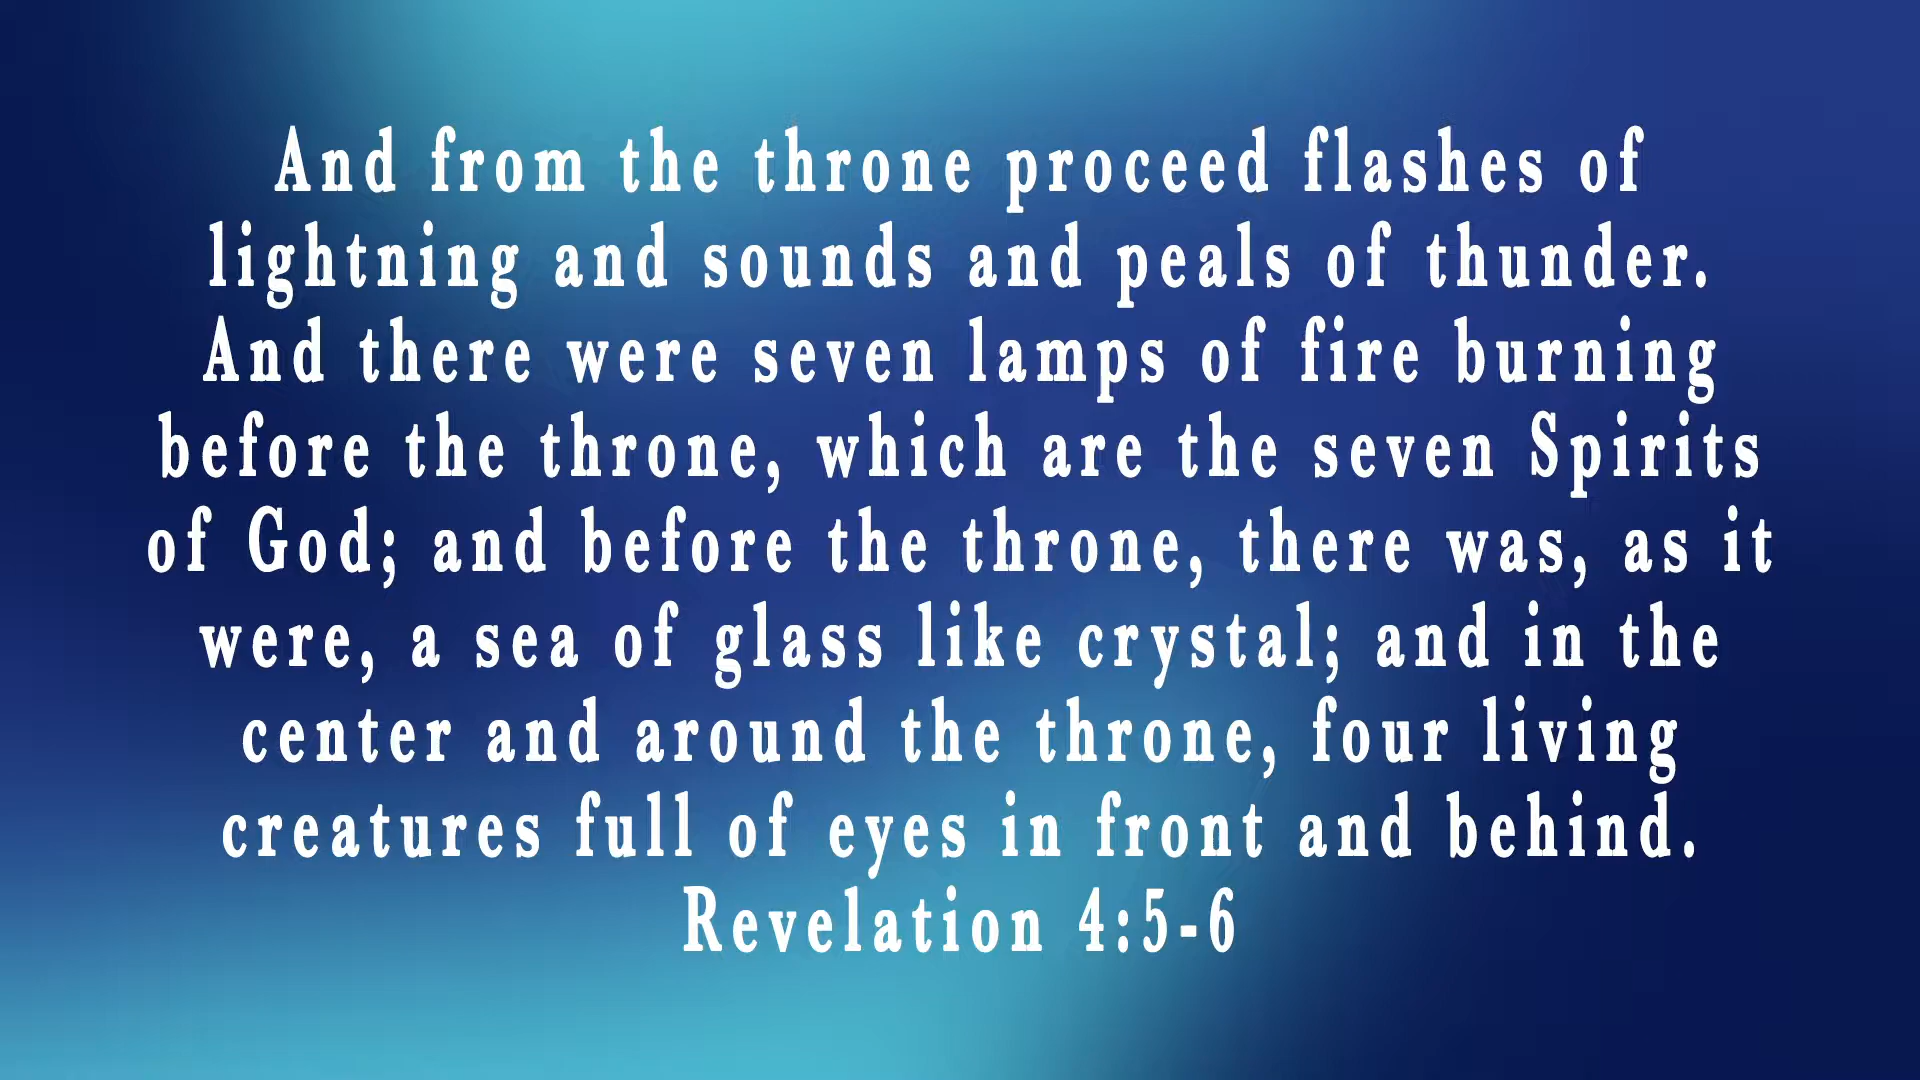 And from the throne proceed flashes of
lightning and sounds and peals of thunder.
And there were seven lamps of fire burning
before the throne, which are the seven Spirits
of God; and before the throne, there was, as it
were, a sea of glass like crystal; and in the
center and around the throne, four living
creatures full of eyes in front and behind.
Revelation 4:5-6